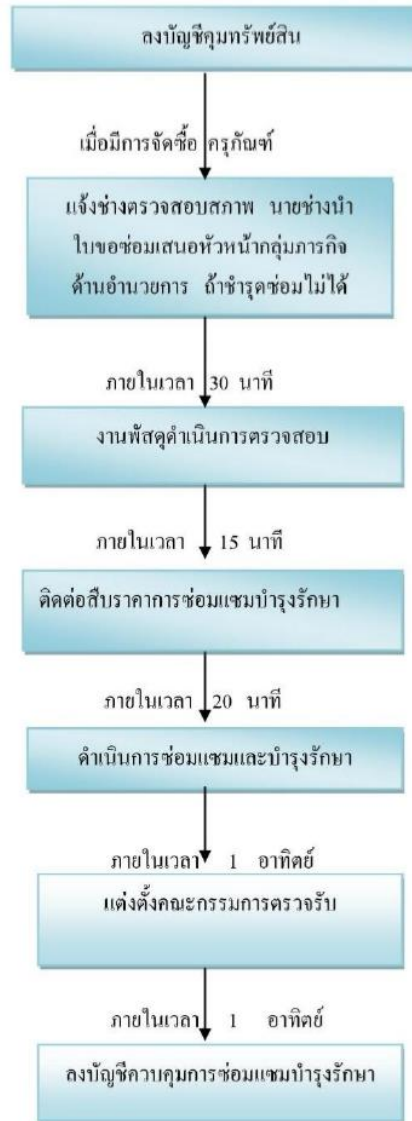 ลงบัญชีคุมทรัพย์สิน
เมื่อมีการจัดซื้อ ครุภัณฑ์
แจ้งช่างตรวจสอบสภาพ นายช่างนำ
ใบขอซ่อมเสนอหัวหน้ากลุ่มภารกิจ
ด้านอำนวยการ ถ้าชำรุดซ่อมไม่ได้
ภายในเวลา 30 นาที
งานพัสดุดำเนินการตรวจสอบ
ภายในเวลา 15 นาที
ติดต่อสืบราคาการซ่อมแซมบำรุงรักษา
ภายในเวลา 20 นาที
ดำเนินการซ่อมแซมและบำรุงรักษา
ภายในเวลา 1 อาทิตย์
แต่งตั้งคณะกรรมการตรวจรับ
ภายในเวลา 1 อาทิตย์
ลงบัญชีควบคุมการซ่อมแซมบำรุงรักษา